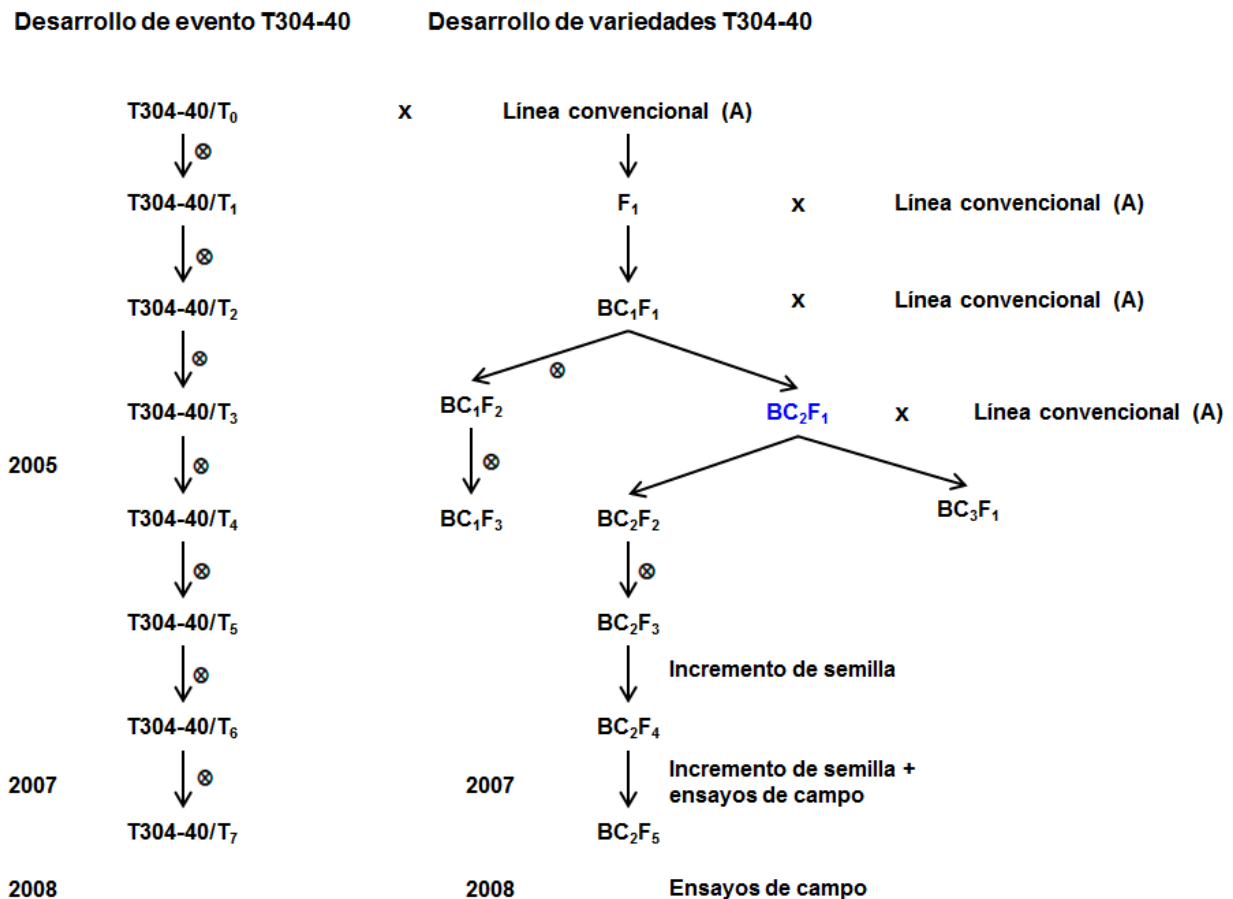 Desarrollo de evento T304-40 Desarrollo de variedades T304-40
T304-40/T₀ x Línea convencional (A)
⊗
T304-40/T₁ F₁ x Línea convencional (A)
⊗
T304-40/T₂ BC₁F₁ x Línea convencional (A)
⊗ ⊗
T304-40/T₃ BC₁F₂ BC₂F₁ x Línea convencional (A)
2005 ⊗ ⊗
T304-40/T₄ BC₁F₃ BC₂F₂ BC₃F₁
⊗ ⊗
T304-40/T₅ BC₂F₃
⊗ Incremento de semilla
T304-40/T₆ BC₂F₄
2007 ⊗ 2007 Incremento de semilla +
ensayos de campo
T304-40/T₇ BC₂F₅
2008 2008 Ensayos de campo